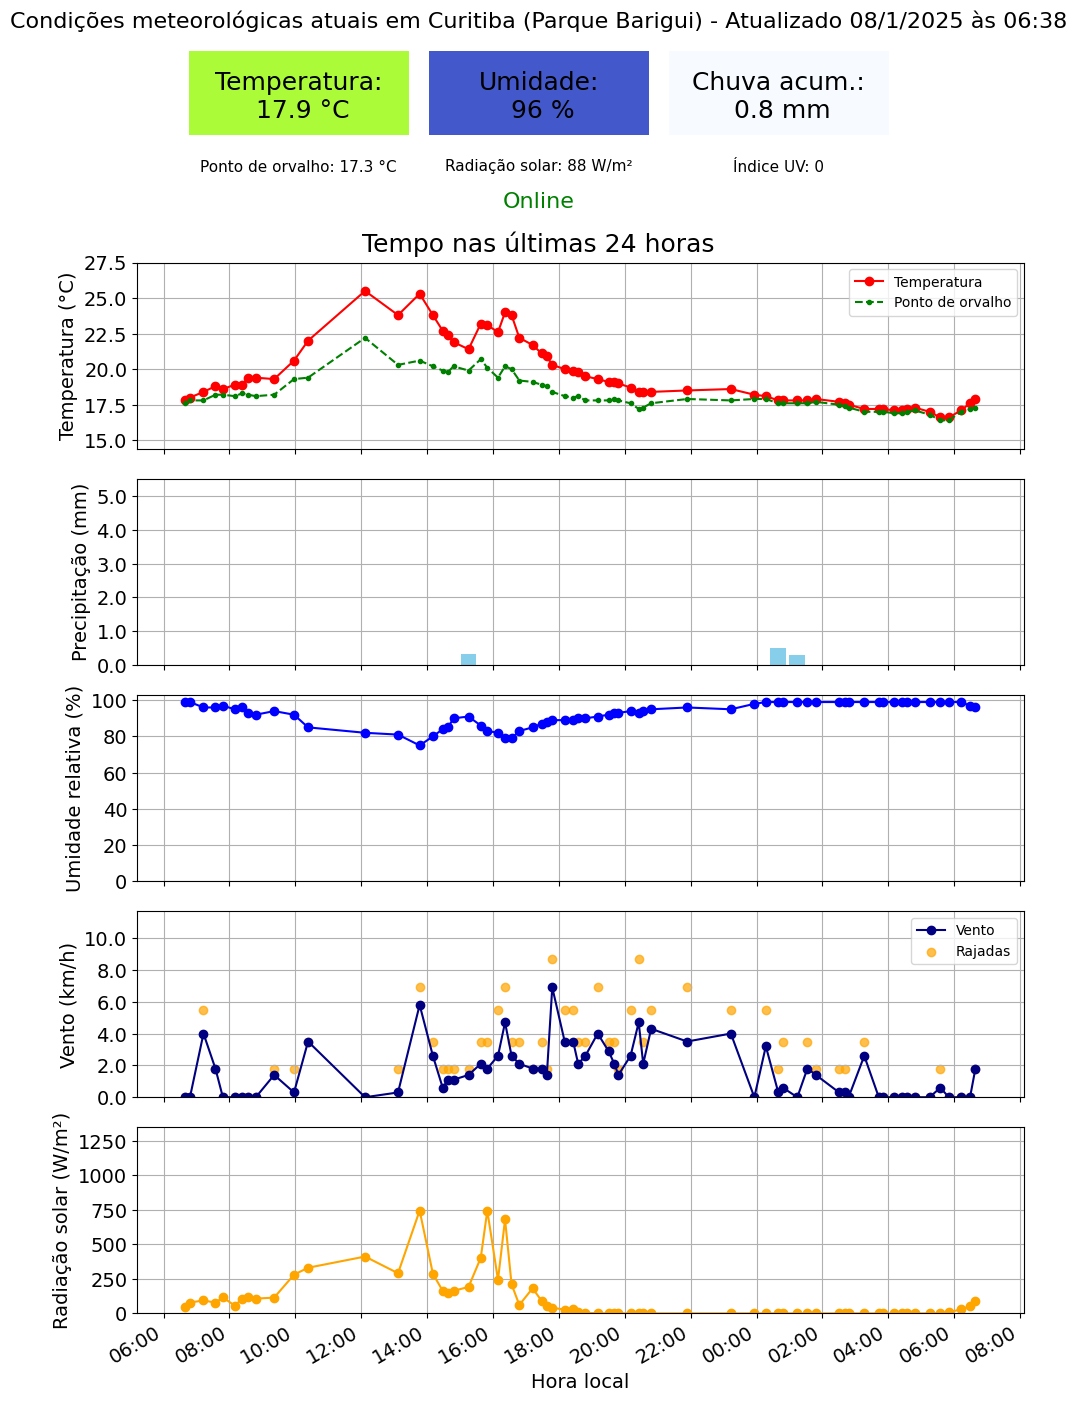 Condições meteorológicas atuais em Curitiba (Parque Barigui) - Atualizado 08/1/2025 às 06:38
Temperatura:
17.9 °C
Umidade:
96 %
Chuva acum.:
0.8 mm
Ponto de orvalho: 17.3 °C
Radiação solar: 88 W/m²
Índice UV: 0
Online
Tempo nas últimas 24 horas
Temperatura (°C)
27.5
25.0
22.5
20.0
17.5
15.0
Temperatura
Ponto de orvalho
Precipitação (mm)
5.0
4.0
3.0
2.0
1.0
0.0
Umidade relativa (%)
100
80
60
40
20
0
Vento (km/h)
10.0
8.0
6.0
4.0
2.0
0.0
Vento
Rajadas
Radiação solar (W/m²)
1250
1000
750
500
250
0
06:00 08:00 10:00 12:00 14:00 16:00 18:00 20:00 22:00 00:00 02:00 04:00 06:00 08:00
Hora local